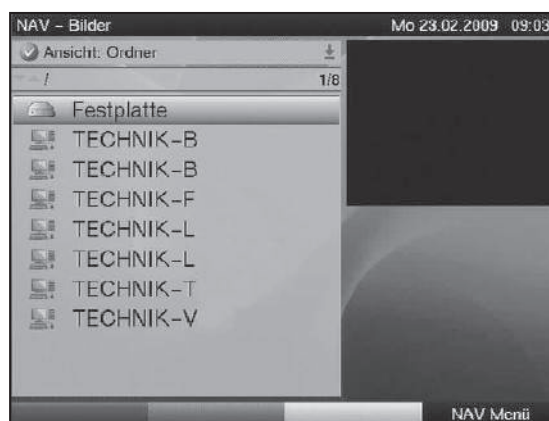 NAV – Bilder Mo 23.02.2009 09:03
Ansicht: Ordner
/ 1/8
Festplatte
TECHNIK–B
TECHNIK–B
TECHNIK–F
TECHNIK–L
TECHNIK–L
TECHNIK–T
TECHNIK–V
NAV Menü